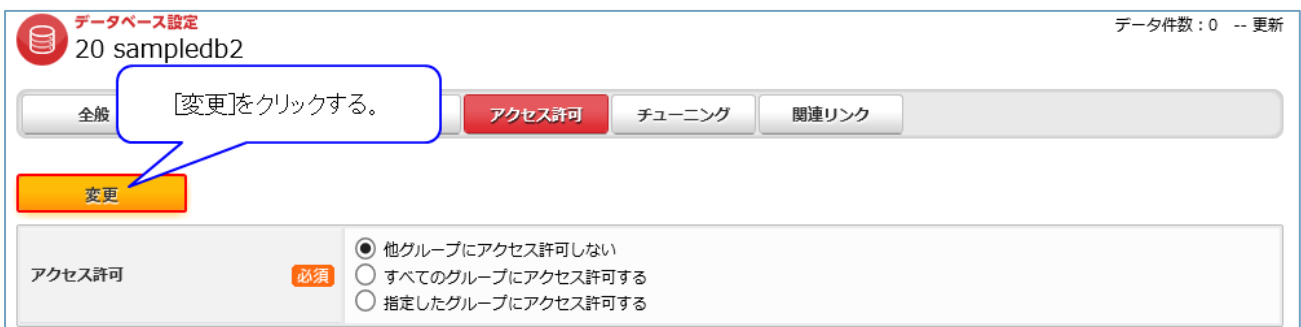 データベース設定
データ件数：0 -- 更新
20 sampledb2
[変更]をクリックする。
全般 アクセス許可 チューニング 関連リンク
変更
アクセス許可 必須
他グループにアクセス許可しない
すべてのグループにアクセス許可する
指定したグループにアクセス許可する